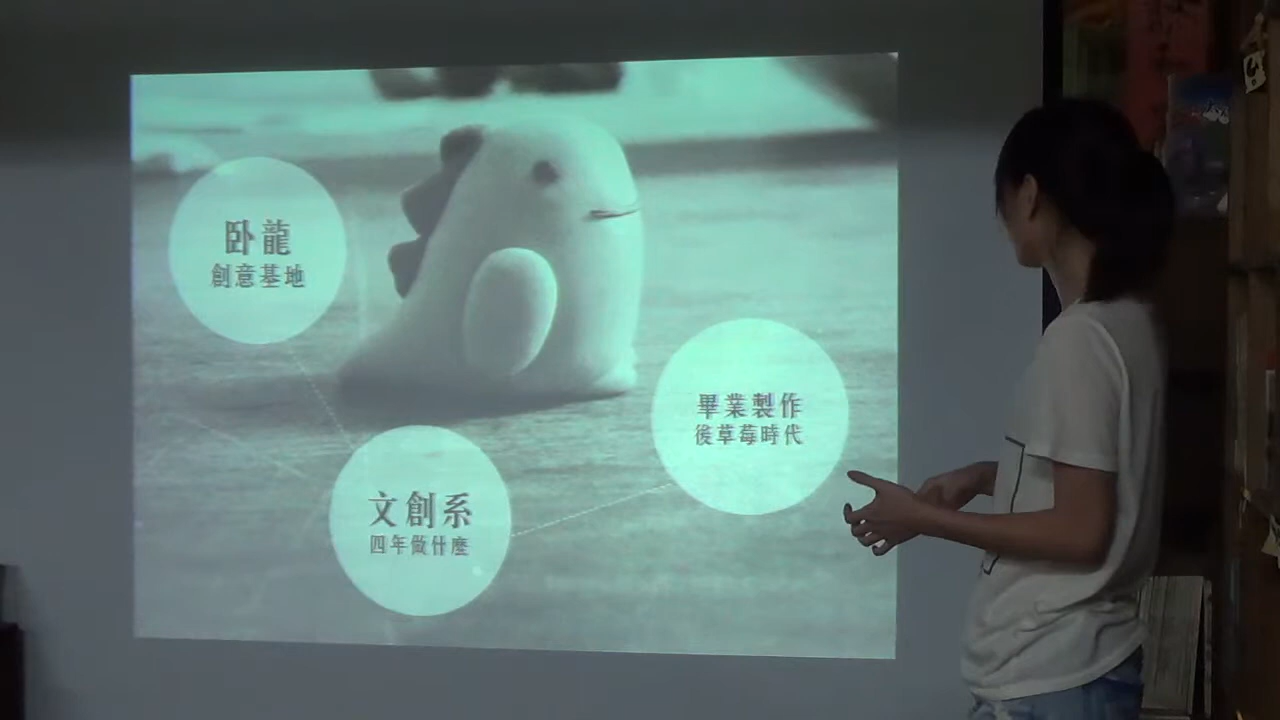 卧龍
創意基地
文創系
四年做什麼
畢業製作
後草莓時代